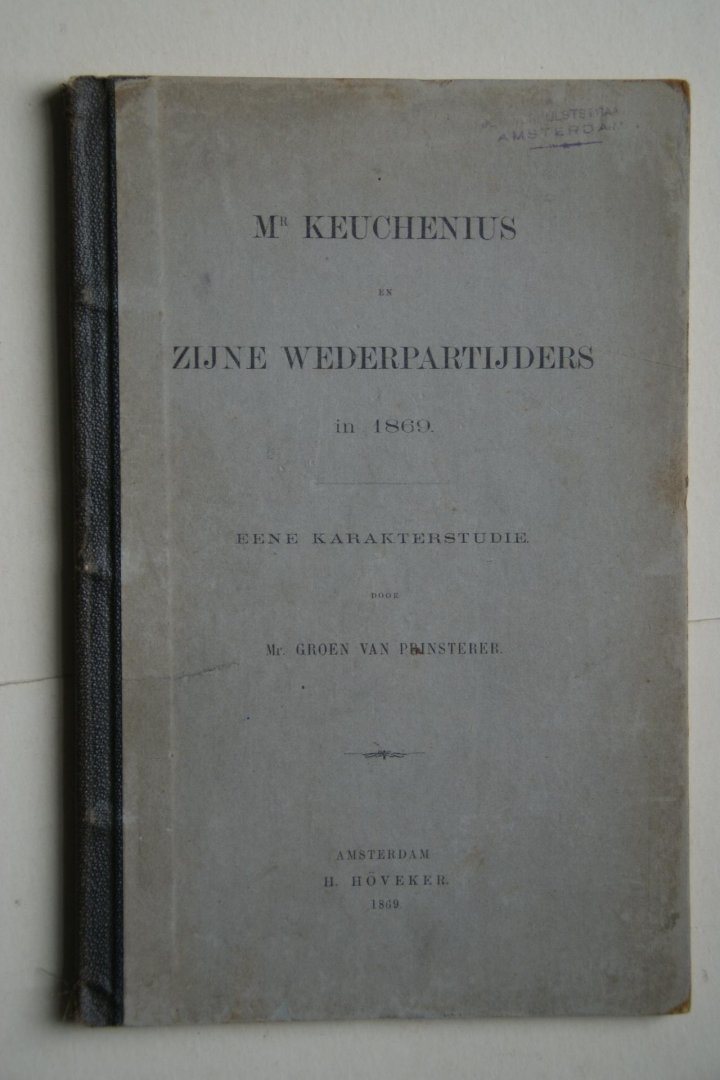 AMSTERDAM
MR KEUCHENIUS
EN
ZIJNE WEDERPARTIJDERS
in 1869.
EENE KARAKTERSTUDIE.
DOOR
Mr. GROEN VAN PRINSTERER.
AMSTERDAM
H. HÖVEKER.
1869.